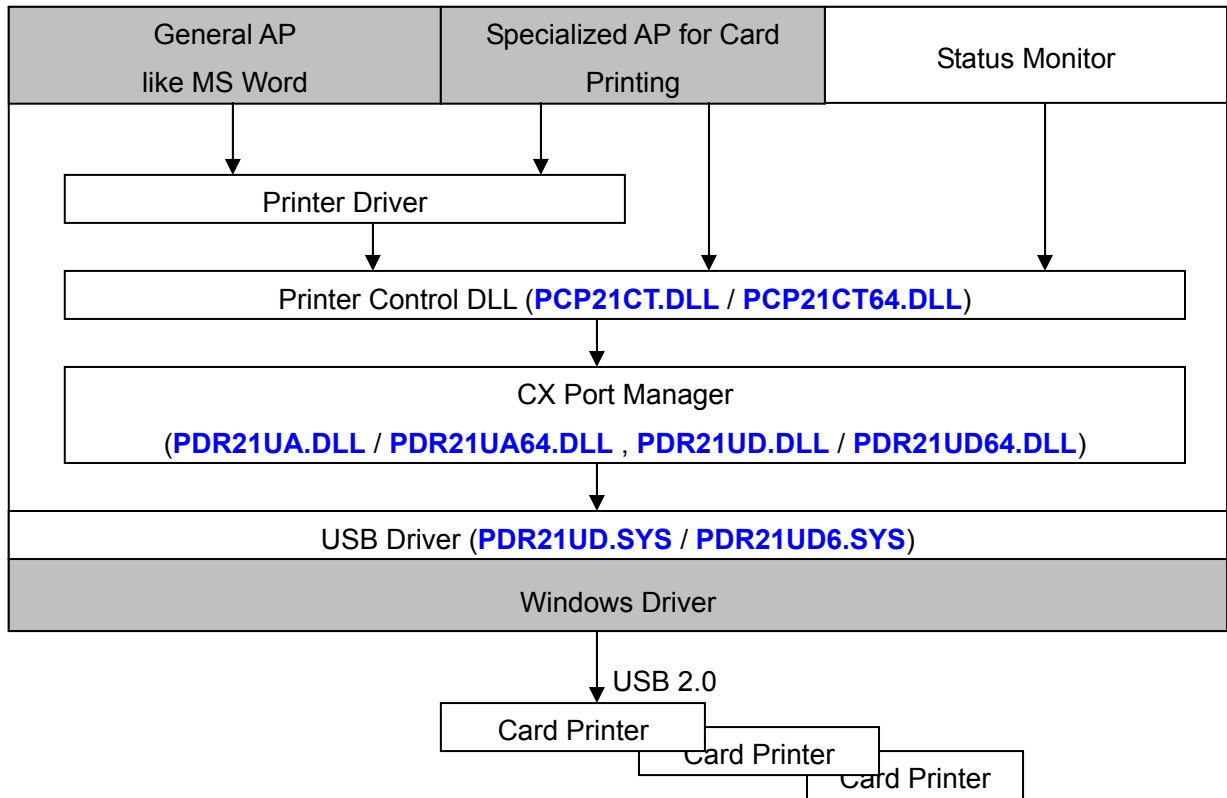 General AP
like MS Word
Specialized AP for Card
Printing
Status Monitor
Printer Driver
Printer Control DLL (PCP21CT.DLL / PCP21CT64.DLL)
CX Port Manager
(PDR21UA.DLL / PDR21UA64.DLL , PDR21UD.DLL / PDR21UD64.DLL)
USB Driver (PDR21UD.SYS / PDR21UD6.SYS)
Windows Driver
USB 2.0
Card Printer
Card Printer
Card Printer